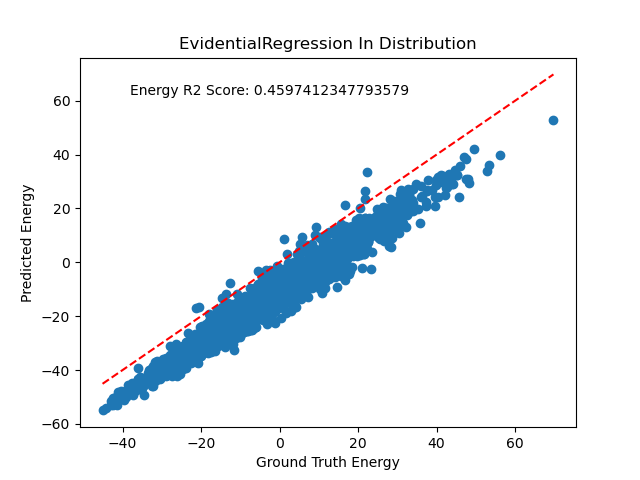 EvidentialRegression In Distribution
Energy R2 Score: 0.4597412347793579
60
40
20
0
−20
−40
−60
Predicted Energy
−40 −20 0 20 40 60
Ground Truth Energy